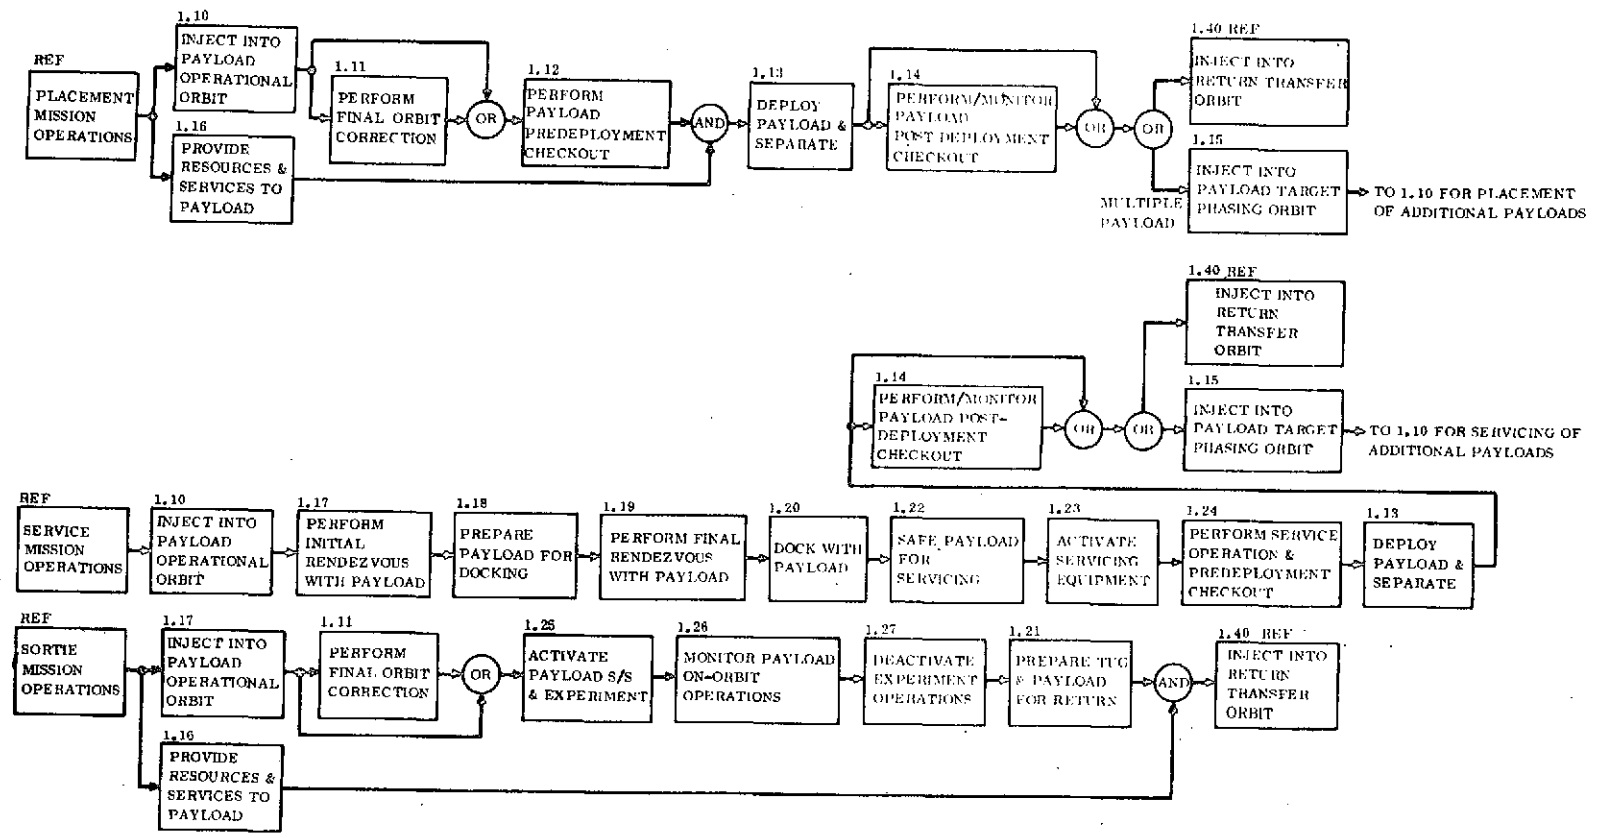 REF
PLACEMENT
MISSION
OPERATIONS
1.10
INJECT INTO
PAYLOAD
OPERATIONAL
ORBIT
1.16
PROVIDE
RESOURCES &
SERVICES TO
PAYLOAD
1.11
PERFORM
FINAL ORBIT
CORRECTION
OR
1.12
PERFORM
PAYLOAD
PREDEPLOYMENT
CHECKOUT
AND
1.13
DEPLOY
PAYLOAD &
SEPARATE
1.14
PERFORM/MONITOR
PAYLOAD
POST DEPLOYMENT
CHECKOUT
OR
OR
MULTIPLE
PAYLOAD
1.40 REF
INJECT INTO
RETURN TRANSFER
ORBIT
1.15
INJECT INTO
PAYLOAD TARGET
PHASING ORBIT
TO 1.10 FOR PLACEMENT
OF ADDITIONAL PAYLOADS
1.40 REF
INJECT INTO
RETURN
TRANSFER
ORBIT
1.14
PERFORM/MONITOR
PAYLOAD POST-
DEPLOYMENT
CHECKOUT
OR
OR
1.15
INJECT INTO
PAYLOAD TARGET
PHASING ORBIT
TO 1.10 FOR SERVICING OF
ADDITIONAL PAYLOADS
REF
SERVICE
MISSION
OPERATIONS
1.10
INJECT INTO
PAYLOAD
OPERATIONAL
ORBIT
1.17
PERFORM
INITIAL
RENDEZVOUS
WITH PAYLOAD
1.18
PREPARE
PAYLOAD FOR
DOCKING
1.19
PERFORM FINAL
RENDEZVOUS
WITH PAYLOAD
1.20
DOCK WITH
PAYLOAD
1.22
SAFE PAYLOAD
FOR
SERVICING
1.23
ACTIVATE
SERVICING
EQUIPMENT
1.24
PERFORM SERVICE
OPERATION &
PREDEPLOYMENT
CHECKOUT
1.13
DEPLOY
PAYLOAD &
SEPARATE
REF
SORTIE
MISSION
OPERATIONS
1.17
INJECT INTO
PAYLOAD
OPERATIONAL
ORBIT
1.16
PROVIDE
RESOURCES &
SERVICES TO
PAYLOAD
1.11
PERFORM
FINAL ORBIT
CORRECTION
OR
1.25
ACTIVATE
PAYLOAD S/S
& EXPERIMENT
1.26
MONITOR PAYLOAD
ON-ORBIT
OPERATIONS
1.27
DEACTIVATE
EXPERIMENT
OPERATIONS
1.21
PREPARE TUG
& PAYLOAD
FOR RETURN
AND
1.40 REF
INJECT INTO
RETURN
TRANSFER
ORBIT